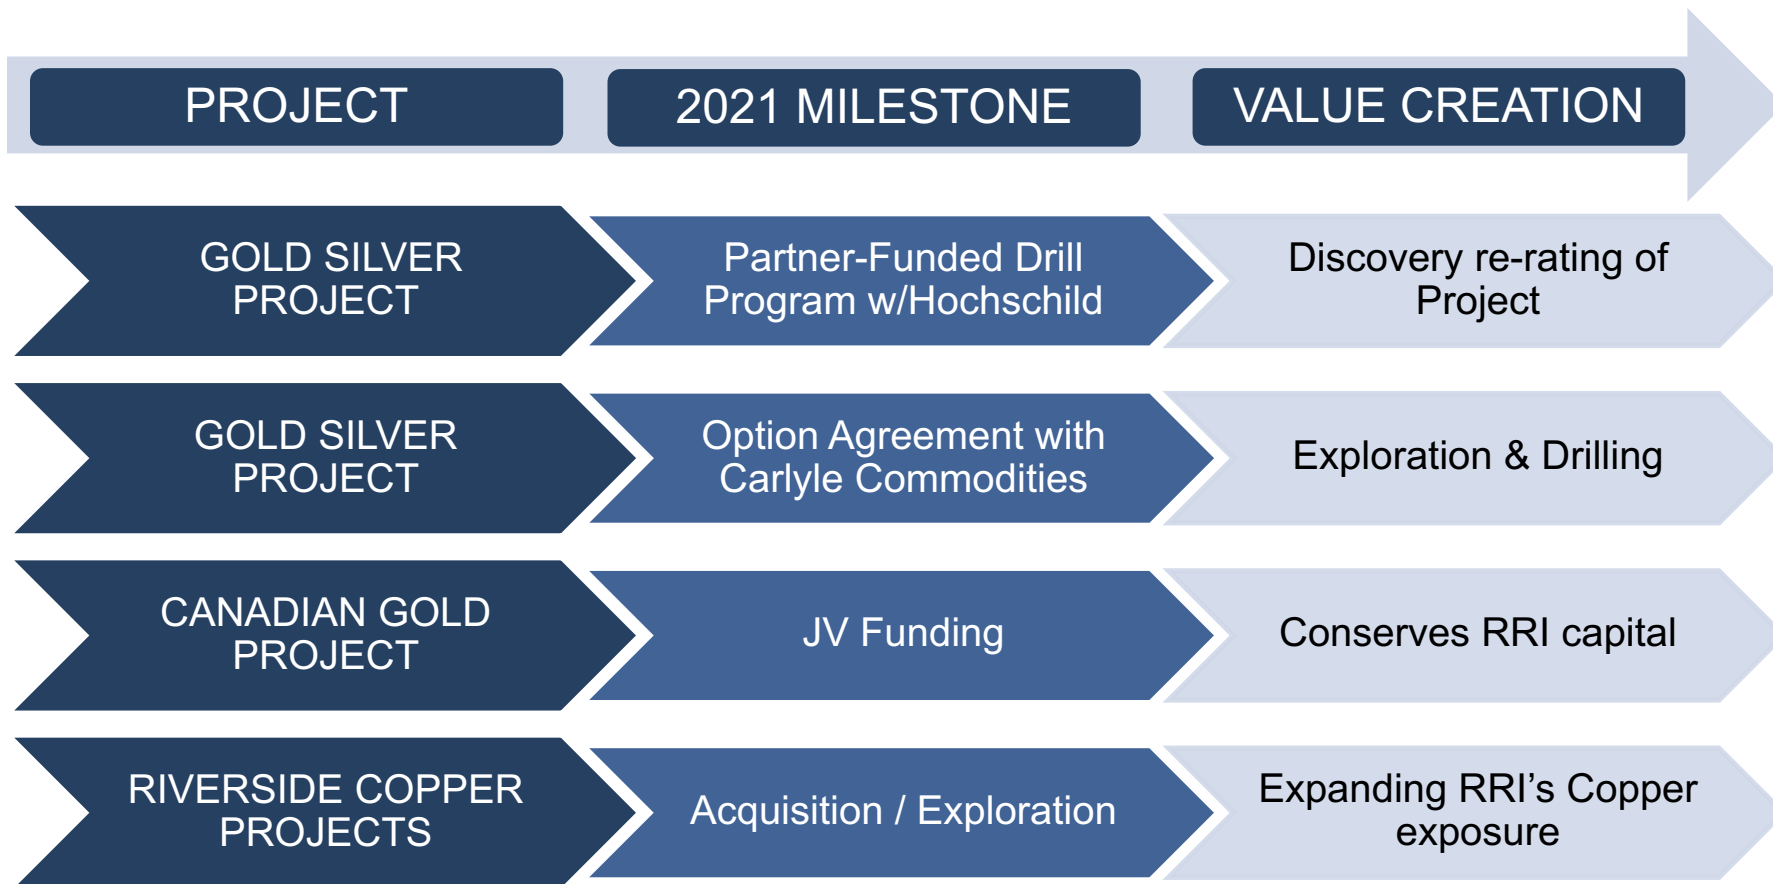 PROJECT
2021 MILESTONE
VALUE CREATION
GOLD SILVER
PROJECT
Partner-Funded Drill
Program w/Hochschild
Discovery re-rating of
Project
GOLD SILVER
PROJECT
Option Agreement with
Carlyle Commodities
Exploration & Drilling
CANADIAN GOLD
PROJECT
JV Funding
Conserves RRI capital
RIVERSIDE COPPER
PROJECTS
Acquisition / Exploration
Expanding RRI’s Copper
exposure